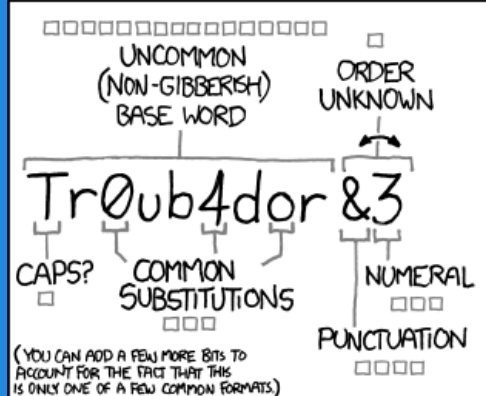 UNCOMMON
(NON-GIBBERISH)
BASE WORD
ORDER
UNKNOWN
Tr0ub4dor &3
CAPS?
COMMON
SUBSTITUTIONS
NUMERAL
PUNCTUATION
(YOU CAN ADD A FEW MORE BITS TO
ACCOUNT FOR THE FACT THAT THIS
IS ONLY ONE OF A FEW COMMON FORMATS.)